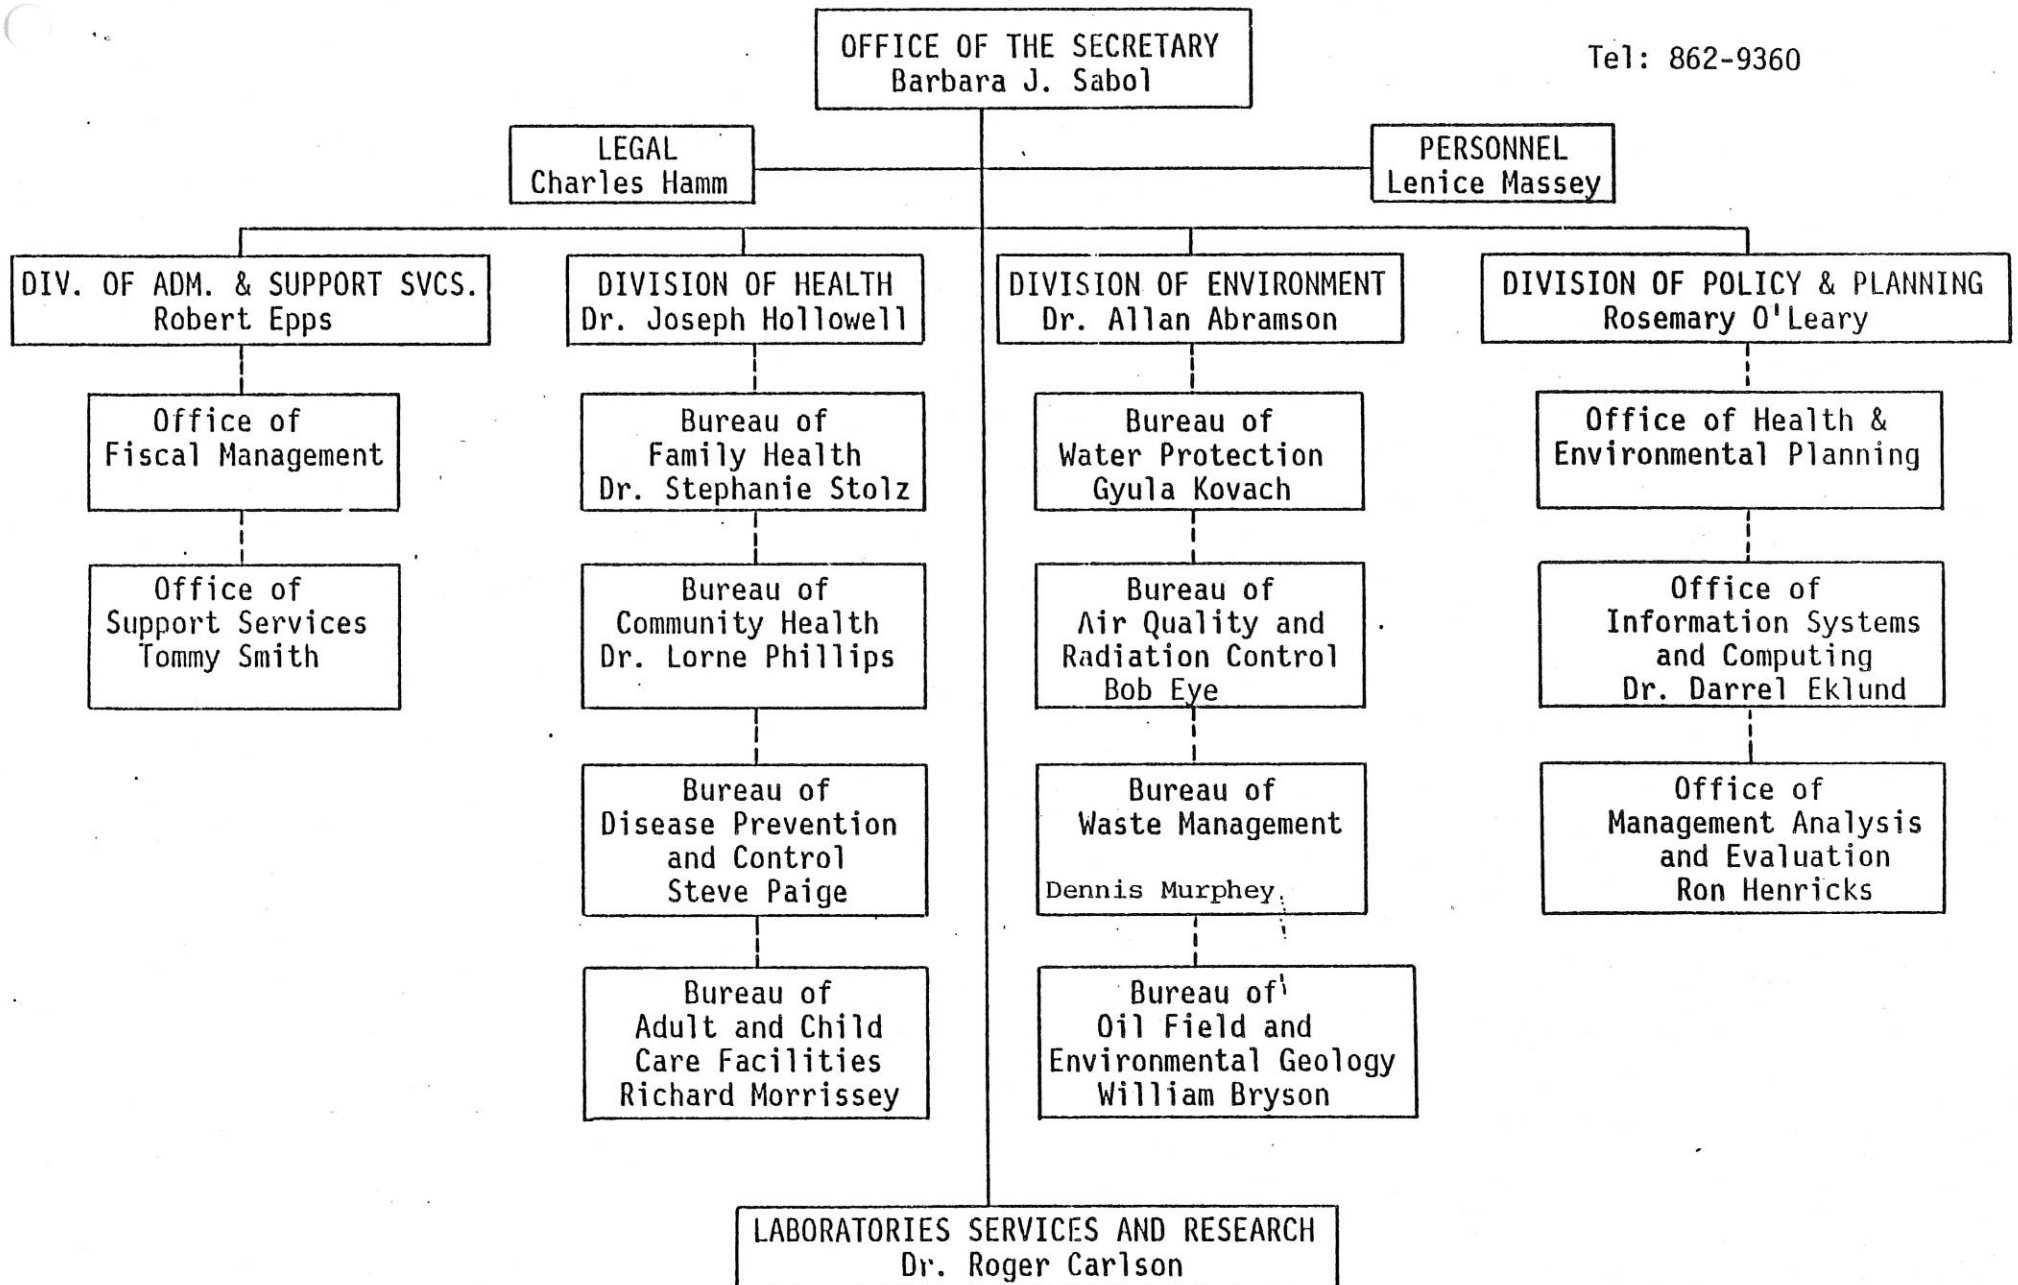 OFFICE OF THE SECRETARY
Barbara J. Sabol
Tel: 862-9360
LEGAL
Charles Hamm
PERSONNEL
Lenice Massey
DIV. OF ADM. & SUPPORT SVCS.
Robert Epps
DIVISION OF HEALTH
Dr. Joseph Hollowell
DIVISION OF ENVIRONMENT
Dr. Allan Abramson
DIVISION OF POLICY & PLANNING
Rosemary O'Leary
Office of
Fiscal Management
Office of
Support Services
Tommy Smith
Bureau of
Family Health
Dr. Stephanie Stolz
Bureau of
Community Health
Dr. Lorne Phillips
Bureau of
Disease Prevention
and Control
Steve Paige
Bureau of
Adult and Child
Care Facilities
Richard Morrissey
Bureau of
Water Protection
Gyula Kovach
Bureau of
Air Quality and
Radiation Control
Bob Eye
Bureau of
Waste Management
Dennis Murphey
Bureau of
Oil Field and
Environmental Geology
William Bryson
Office of Health &
Environmental Planning
Office of
Information Systems
and Computing
Dr. Darrel Eklund
Office of
Management Analysis
and Evaluation
Ron Henricks
LABORATORIES SERVICES AND RESEARCH
Dr. Roger Carlson